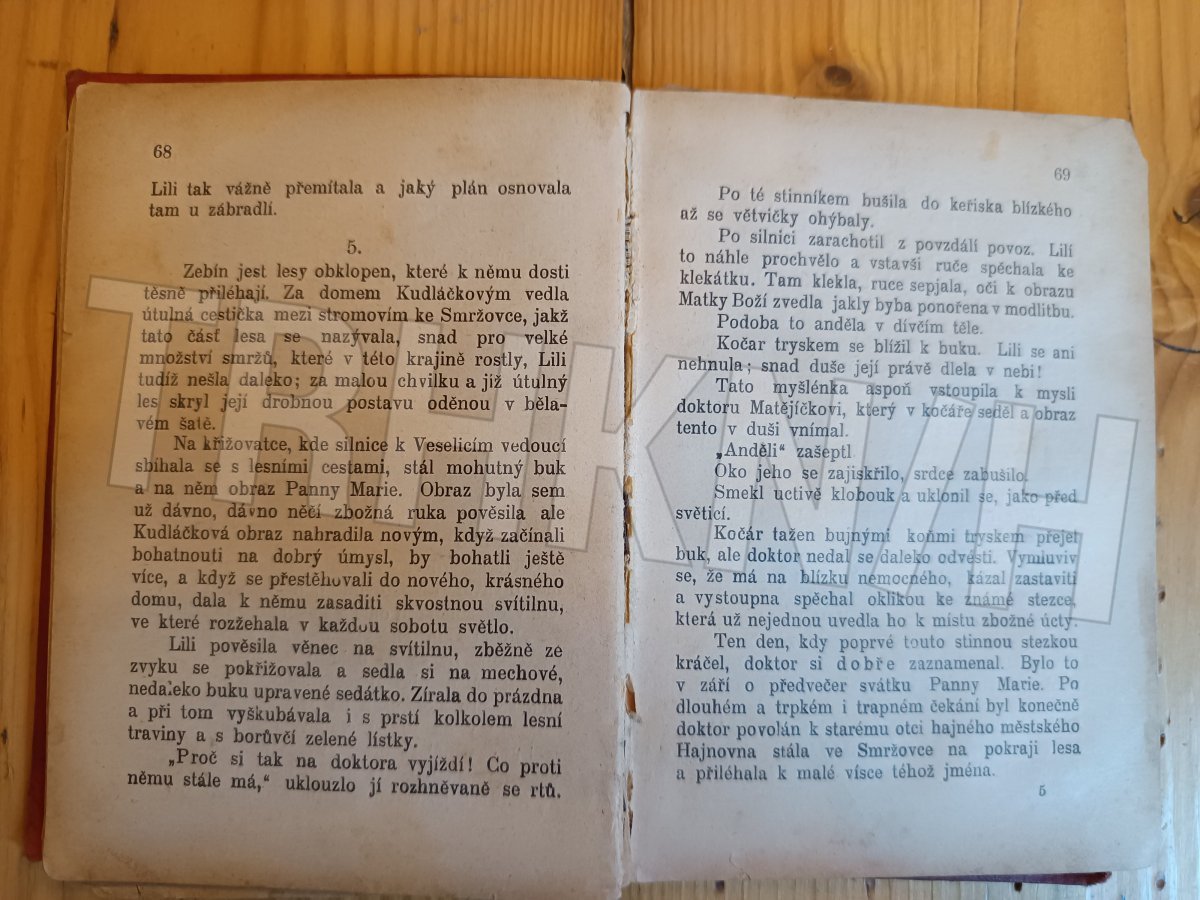 68
Lili tak vážně přemítala a jaký plán osnovala
tam u zábradlí.
5.
Zebín jest lesy obklopen, které k němu dosti
těsně přiléhají. Za domem Kudláčkovým vedla
útulná cestička mezi stromovím ke Smržovce, jakž
tato část lesa se nazývala, snad pro velké
množství smržů, které v této krajině rostly, Lili
tudíž nešla daleko; za malou chvilku a již útulný
les skryl její drobnou postavu oděnou v běla-
vém šatě.
Na křižovatce, kde silnice k Veselicím vedoucí
sbíhala se s lesními cestami, stál mohutný buk
a na něm obraz Panny Marie. Obraz byla sem
už dávno, dávno něčí zbožná ruka pověsila ale
Kudláčková obraz nahradila novým, když začínali
bohatnouti na dobrý úmysl, by bohatli ještě
více, a když se přestěhovali do nového, krásného
domu, dala k němu zasaditi skvostnou svítilnu,
ve které rozžehala v každou sobotu světlo.
Lili pověsila věnec na svítilnu, zběžně ze
zvyku se pokřižovala a sedla si na mechové,
nedaleko buku upravené sedátko. Zírala do prázdna
a při tom vyškubávala i s prstí kolkolem lesní
traviny a s borůvčí zelené lístky.
„Proč si tak na doktora vyjíždí! Co proti
němu stále má,“ uklouzlo jí rozhněvaně se rtů.
69
Po té stinníkem bušila do keříska blízkého
až se větvičky ohýbaly.
Po silnici zarachotil z povzdálí povoz. Lilí
to náhle prochvělo a vstavši ruče spěchala ke
klekátku. Tam klekla, ruce sepjala, oči k obrazu
Matky Boží zvedla jakly byba ponořena v modlitbu.
Podoba to anděla v dívčím těle.
Kočar tryskem se blížil k buku. Lili se ani
nehnula; snad duše její právě dlela v nebi!
Tato myšlénka aspoň vstoupila k mysli
doktoru Matějíčkovi, který v kočáře seděl a obraz
tento v duši vnímal.
„Anděli“ zašeptl
Oko jeho se zajiskřilo, srdce zabušilo.
Smekl uctivě klobouk a uklonil se, jako před
světicí.
Kočár tažen bujnými koňmi tryskem přejet
buk, ale doktor nedal se daleko odvésti. Vymluviv
se, že má na blízku nemocného, kázal zastaviti
a vystoupna spěchal oklikou ke známé stezce,
která už nejednou uvedla ho k místu zbožné úcty.
Ten den, kdy poprvé touto stinnou stezkou
kráčel, doktor si dobře zaznamenal. Bylo to
v září o předvečer svátku Panny Marie. Po
dlouhém a trpkém i trapném čekání byl konečně
doktor povolán k starému otci hajného městského
Hajnovna stála ve Smržovce na pokraji lesa
a přiléhala k malé vísce téhož jména.
5
TRHKNIH